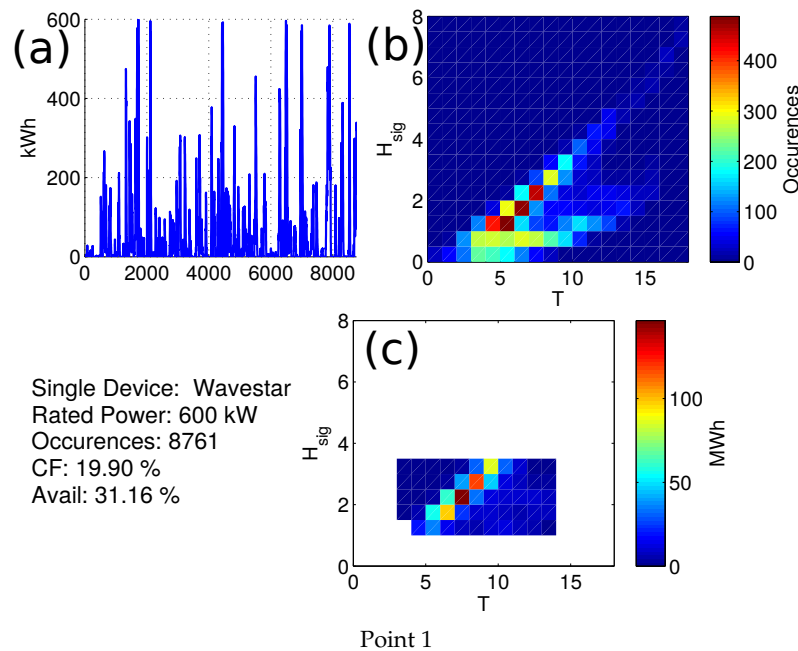 (a)
600
400
200
0
kWh
0
2000
4000
6000
8000
(b)
8
6
4
2
0
H_sig
0
5
10
15
T
400
300
200
100
0
Occurences
(c)
8
6
4
2
0
H_sig
0
5
10
15
T
100
50
0
MWh
Single Device: Wavestar
Rated Power: 600 kW
Occurences: 8761
CF: 19.90 %
Avail: 31.16 %
Point 1